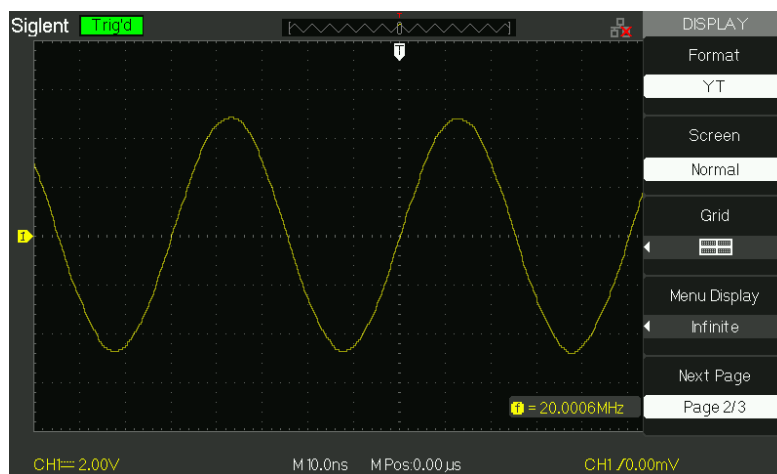 Siglent Trig'd
T
DISPLAY
Format
YT
Screen
Normal
Grid
Menu Display
Infinite
Next Page
Page 2/3
1
f = 20.0006MHz
CH1 2.00V M 10.0ns M Pos:0.00µs CH1 0.00mV